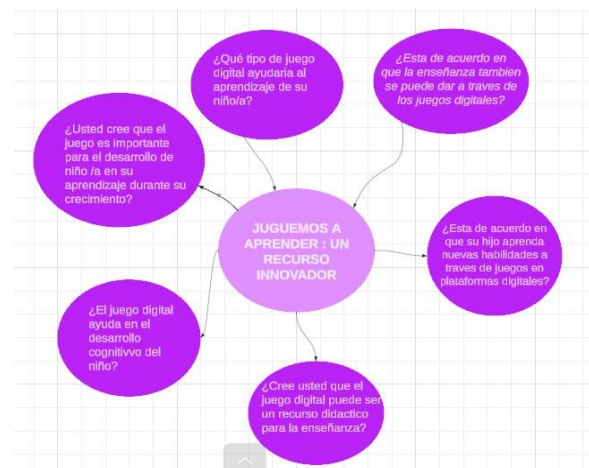 ¿Qué tipo de juego
digital ayudaria al
aprendizaje de su
niño/a?
¿Esta de acuerdo en
que la enseñanza tambien
se puede dar a traves de
los juegos digitales?
¿Usted cree que el
juego es importante
para el desarrollo de
niño /a en su
aprendizaje durante su
crecimiento?
JUGUEMOS A
APRENDER : UN
RECURSO
INNOVADOR
¿Esta de acuerdo en
que su hijo aprenda
nuevas habilidades a
traves de juegos en
plataformas digitales?
¿El juego digital
ayuda en el
desarrollo
cognitivvo del
niño?
¿Cree usted que el
juego digital puede ser
un recurso didactico
para la enseñanza?